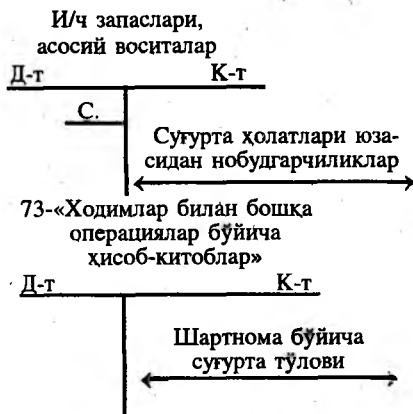 И/ч запаслари,
асосий воситалар
Д-т К-т
С.
Суғурта ҳолатлари юза-
сидан нобудгарчиликлар
73-«Ходимлар билан бошқа
операциялар бўйича
ҳисоб-китоблар»
Д-т К-т
Шартнома бўйича
суғурта тўлови